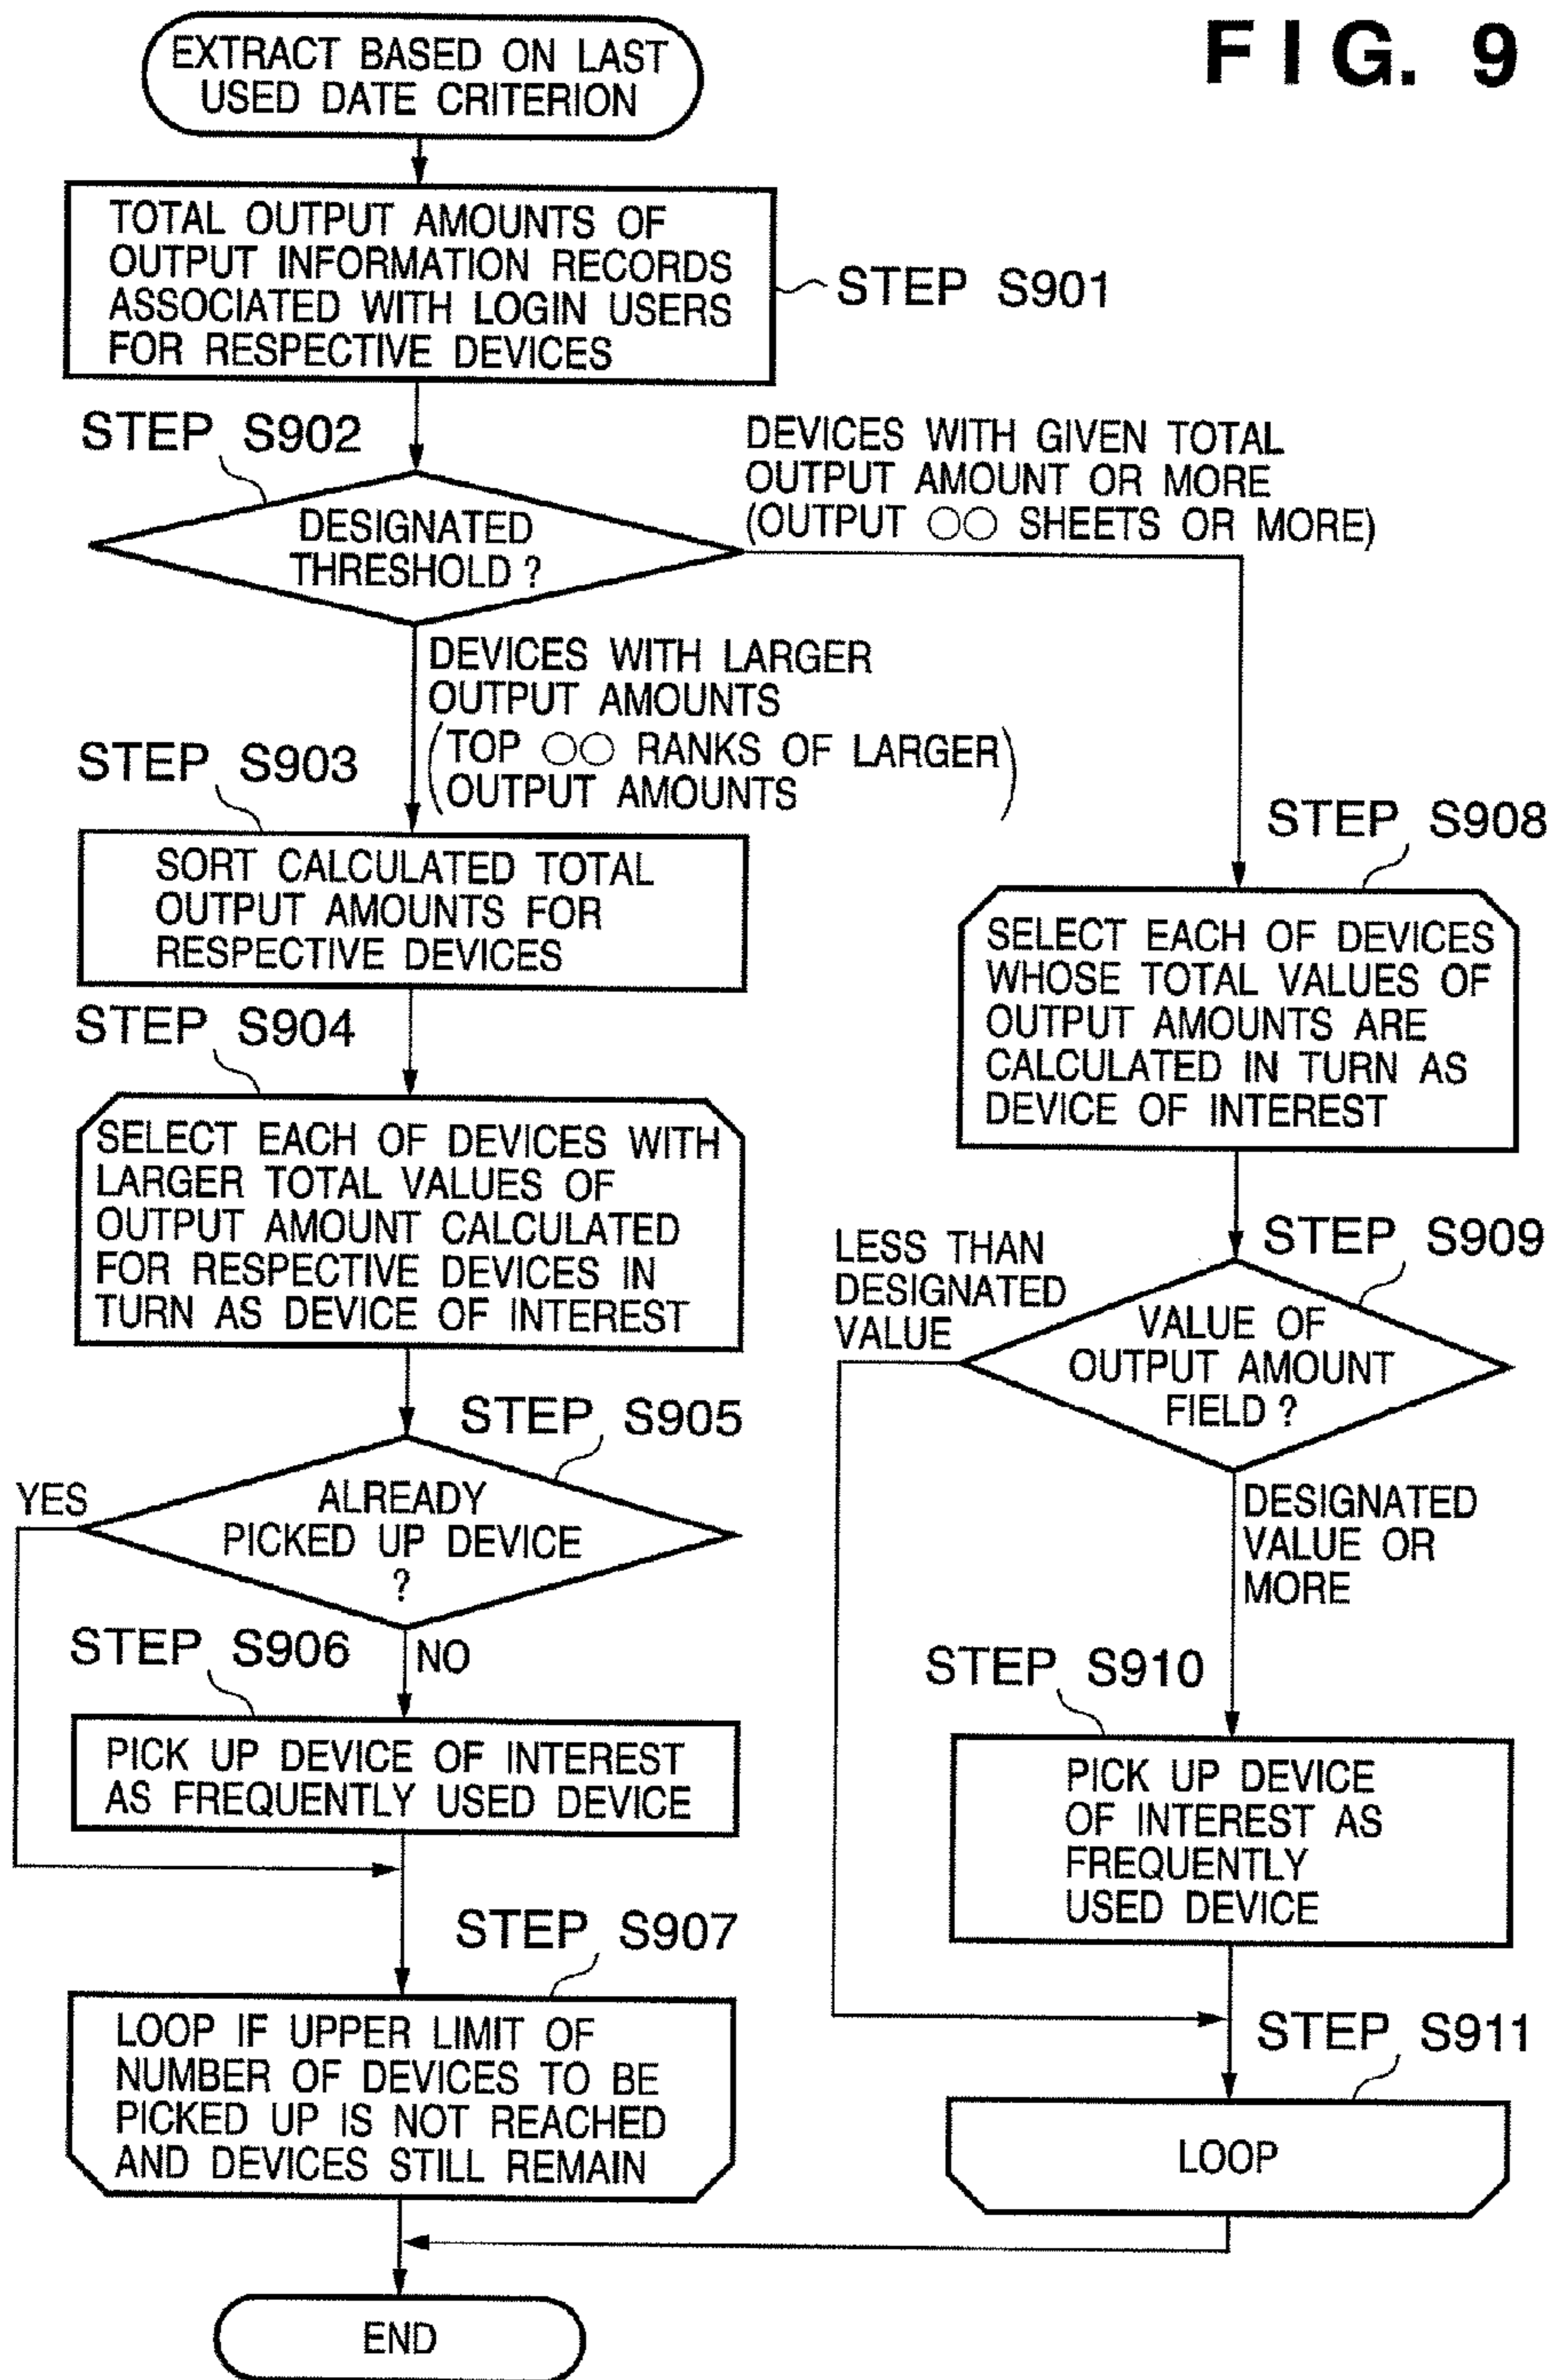 FIG. 9
EXTRACT BASED ON LAST
USED DATE CRITERION
TOTAL OUTPUT AMOUNTS OF
OUTPUT INFORMATION RECORDS
ASSOCIATED WITH LOGIN USERS
FOR RESPECTIVE DEVICES
STEP S901
STEP S902
DESIGNATED
THRESHOLD ?
DEVICES WITH GIVEN TOTAL
OUTPUT AMOUNT OR MORE
(OUTPUT ○○ SHEETS OR MORE)
DEVICES WITH LARGER
OUTPUT AMOUNTS
(TOP ○○ RANKS OF LARGER
OUTPUT AMOUNTS)
STEP S903
SORT CALCULATED TOTAL
OUTPUT AMOUNTS FOR
RESPECTIVE DEVICES
STEP S904
SELECT EACH OF DEVICES WITH
LARGER TOTAL VALUES OF
OUTPUT AMOUNT CALCULATED
FOR RESPECTIVE DEVICES IN
TURN AS DEVICE OF INTEREST
STEP S905
YES
ALREADY
PICKED UP DEVICE
?
NO
STEP S906
PICK UP DEVICE OF INTEREST
AS FREQUENTLY USED DEVICE
STEP S907
LOOP IF UPPER LIMIT OF
NUMBER OF DEVICES TO BE
PICKED UP IS NOT REACHED
AND DEVICES STILL REMAIN
STEP S908
SELECT EACH OF DEVICES
WHOSE TOTAL VALUES OF
OUTPUT AMOUNTS ARE
CALCULATED IN TURN AS
DEVICE OF INTEREST
STEP S909
LESS THAN
DESIGNATED
VALUE
VALUE OF
OUTPUT AMOUNT
FIELD ?
DESIGNATED
VALUE OR
MORE
STEP S910
PICK UP DEVICE
OF INTEREST AS
FREQUENTLY
USED DEVICE
STEP S911
LOOP
END